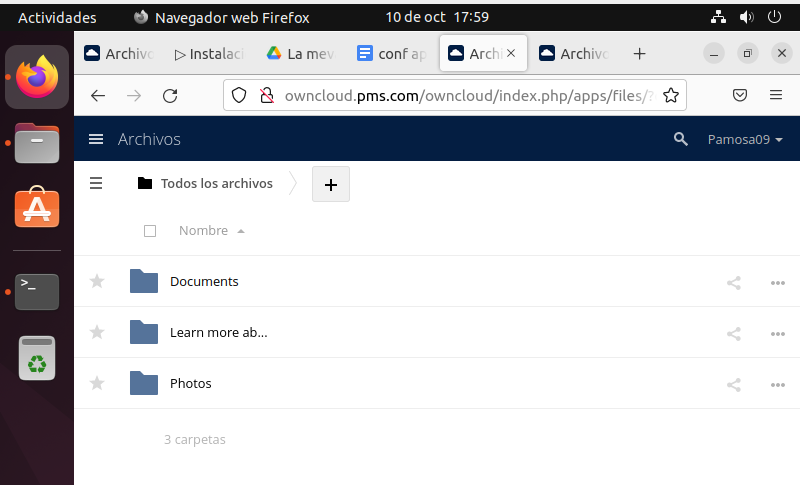 Actividades Navegador web Firefox 10 de oct 17:59
Archivo ▷ Instalaci La mev conf ap Archi × Archivo +
owncloud.pms.com/owncloud/index.php/apps/files/?
Archivos Pamosa09
Todos los archivos +
Nombre
Documents
Learn more ab...
Photos
3 carpetas
>_